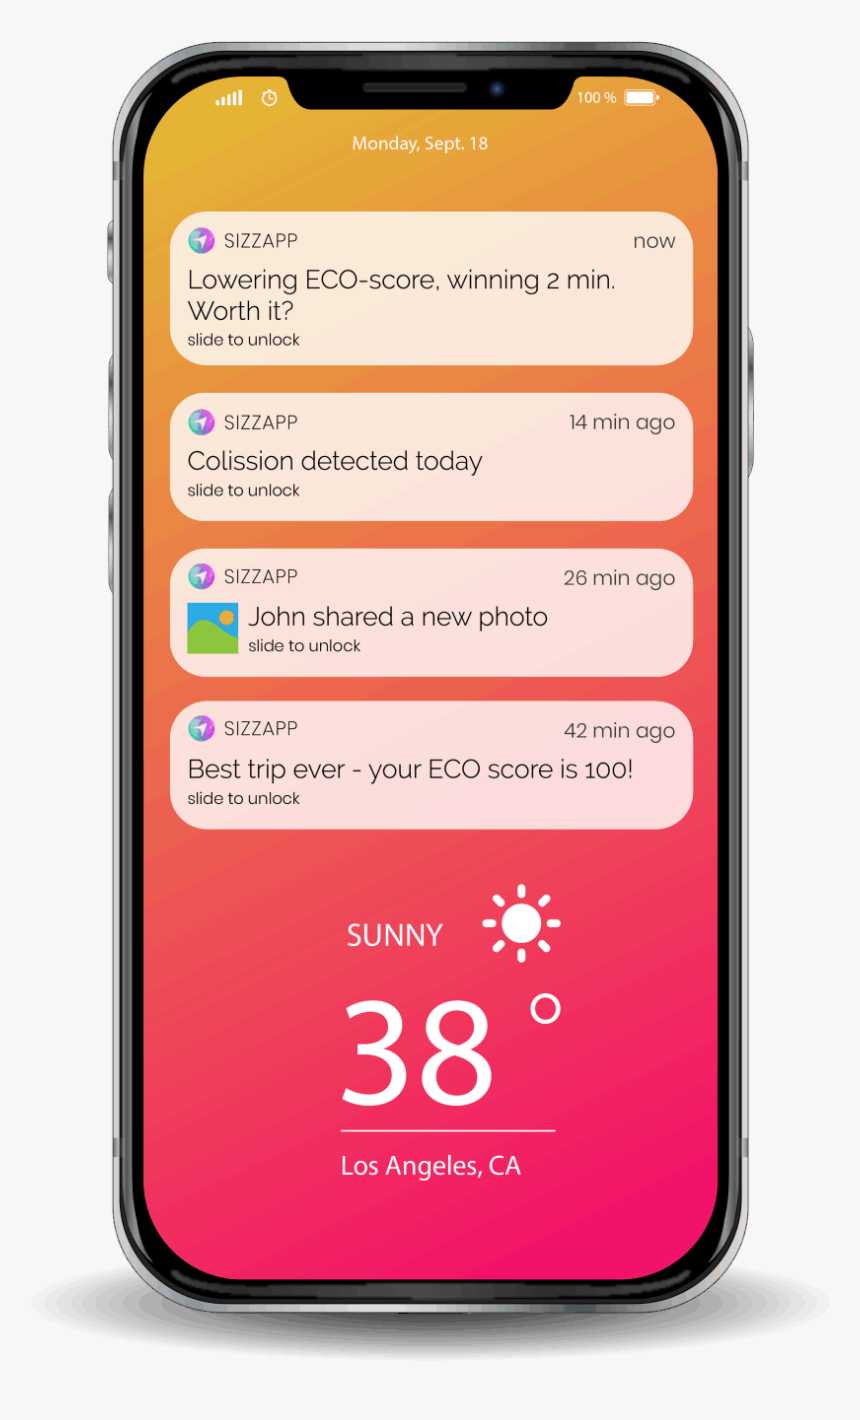 100 %
Monday, Sept. 18
SIZZAPP now
Lowering ECO-score, winning 2 min.
Worth it?
slide to unlock
SIZZAPP 14 min ago
Colission detected today
slide to unlock
SIZZAPP 26 min ago
John shared a new photo
slide to unlock
SIZZAPP 42 min ago
Best trip ever - your ECO score is 100!
slide to unlock
SUNNY
38 °
Los Angeles, CA